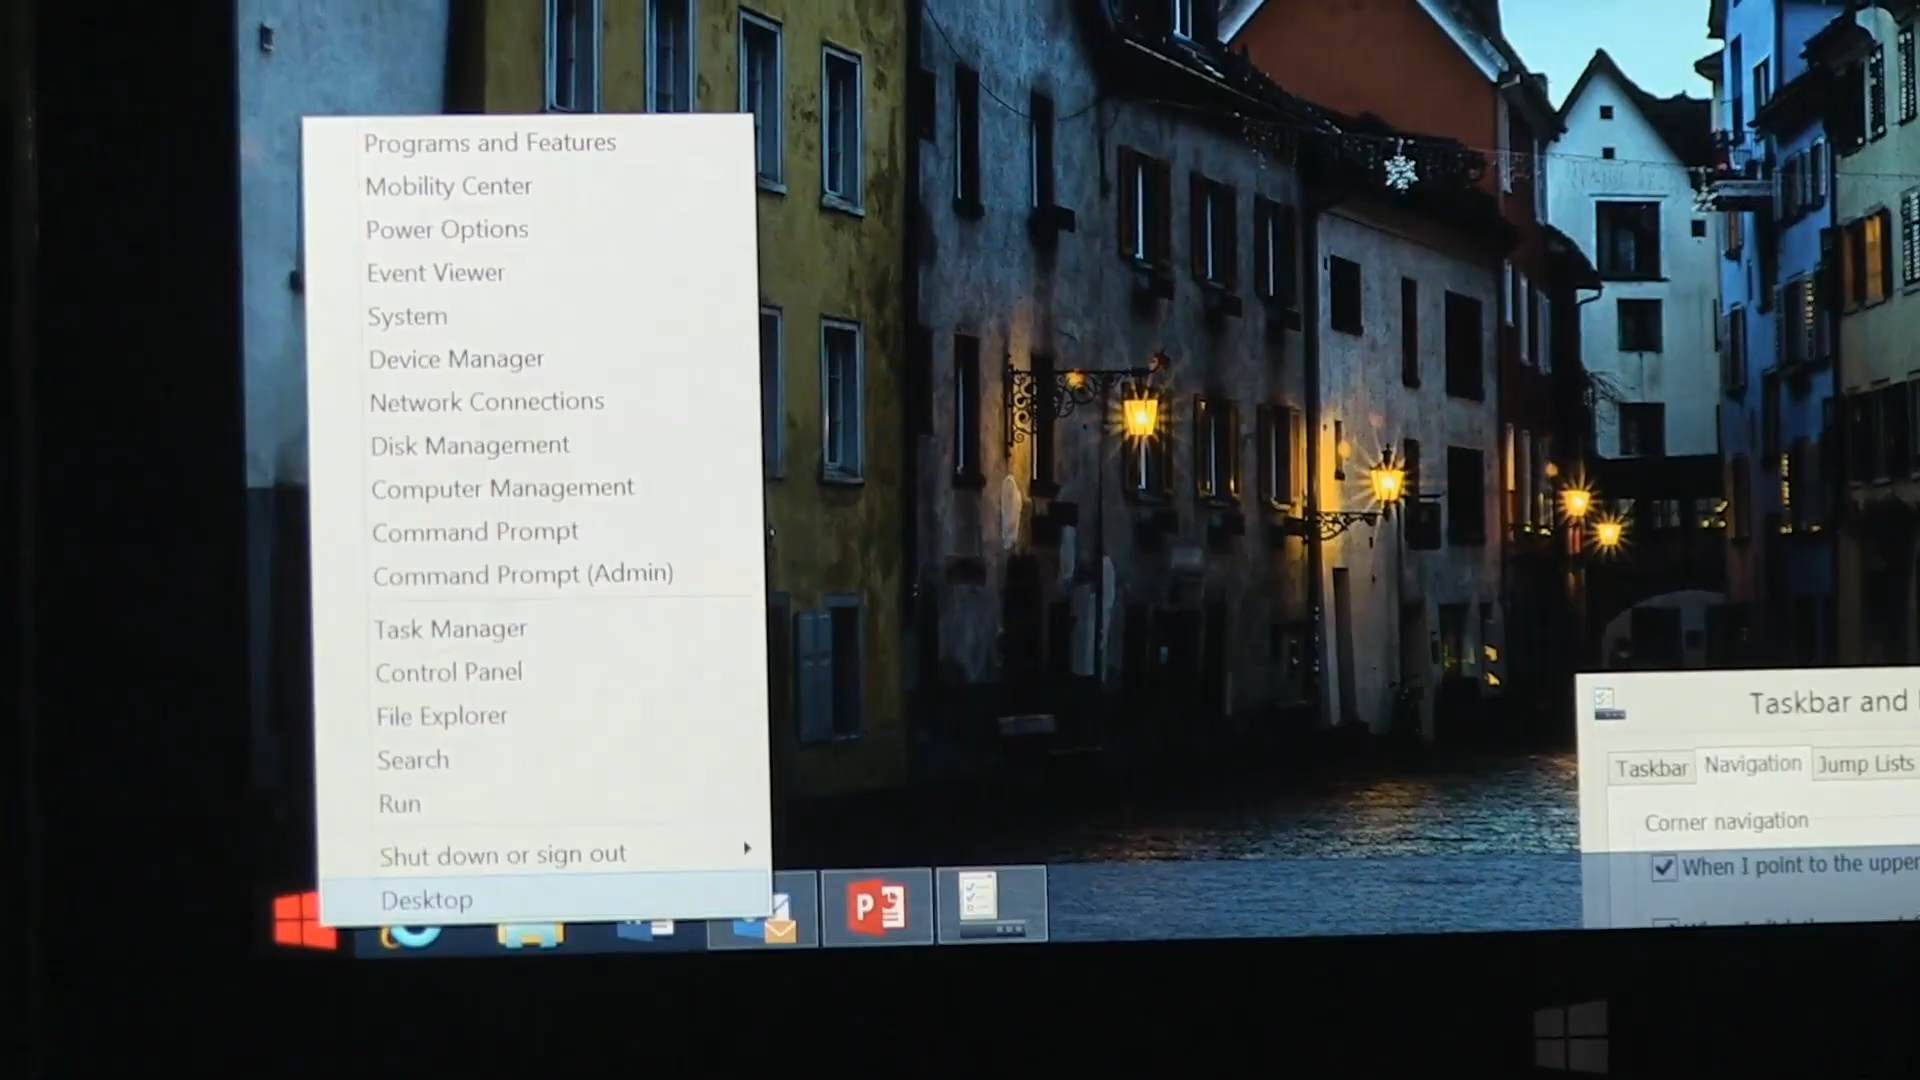 Programs and Features
Mobility Center
Power Options
Event Viewer
System
Device Manager
Network Connections
Disk Management
Computer Management
Command Prompt
Command Prompt (Admin)
Task Manager
Control Panel
File Explorer
Search
Run
Shut down or sign out
Desktop
Taskbar and
Taskbar Navigation Jump Lists
Corner navigation
When I point to the upper
P